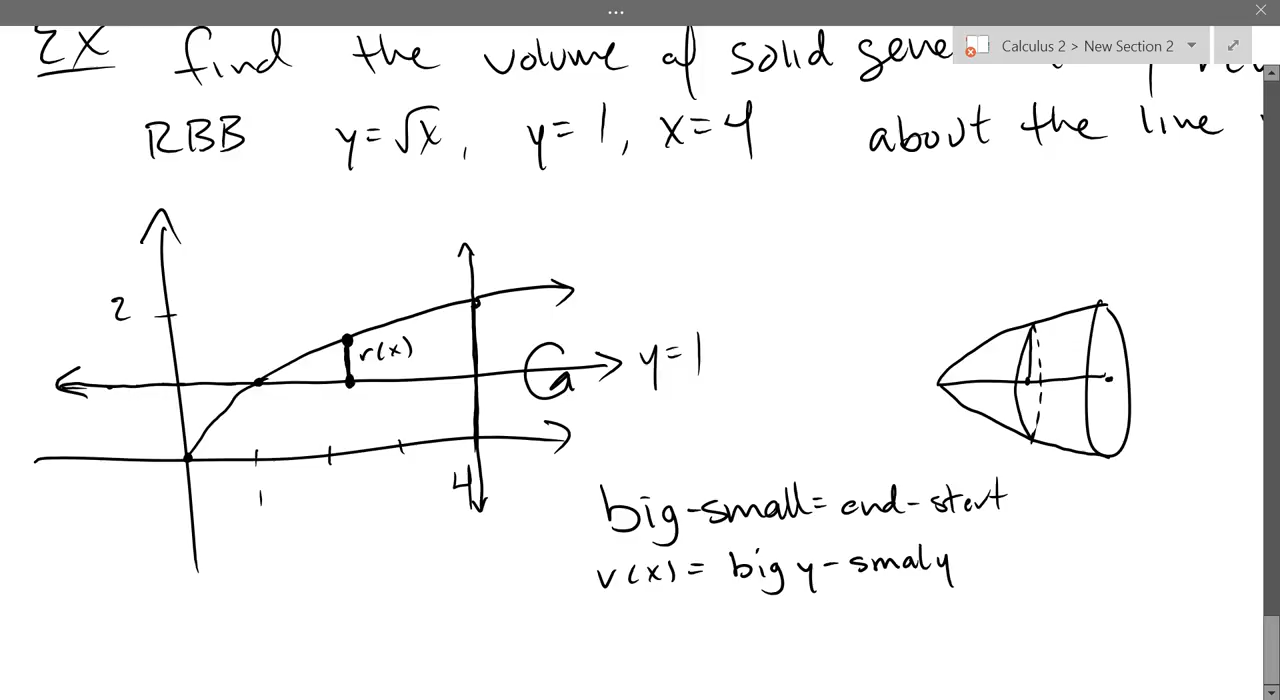 Calculus 2 > New Section 2
EX find the volume of solid gene
RBB y=√x, y=1, x=4 about the line
2
r(x)
y=1
1
4
big-small= end-start
r(x) = big y - smal y